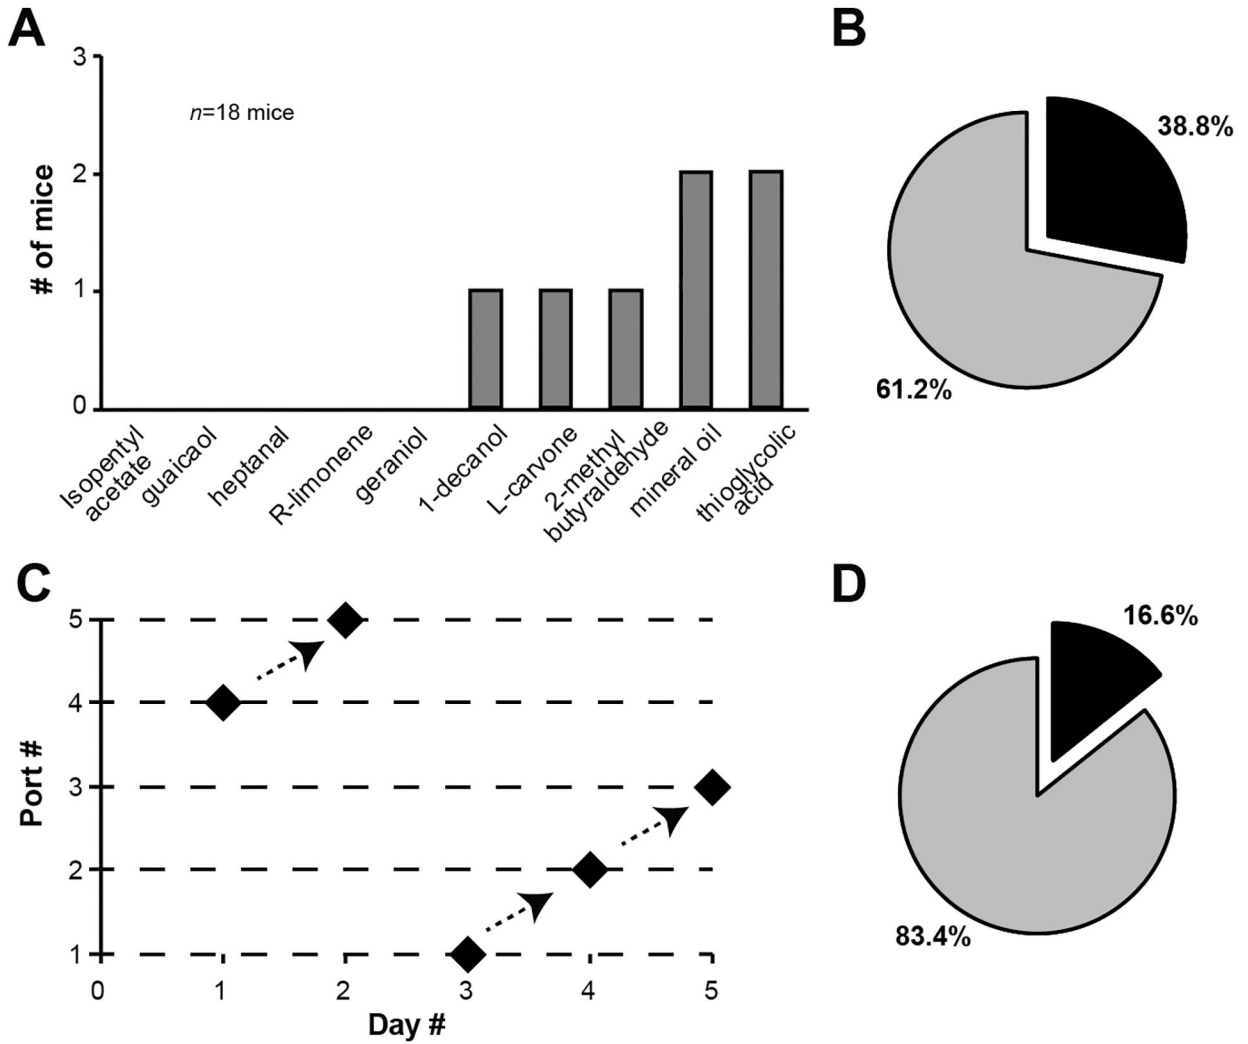 A
3
2
1
0
# of mice
n=18 mice
Isopentyl
acetate
guaicaol
heptanal
R-limonene
geraniol
1-decanol
L-carvone
2-methyl
butyraldehyde
mineral oil
thioglycolic
acid
B
38.8%
61.2%
C
5
4
3
2
1
Port #
0 1 2 3 4 5
Day #
D
16.6%
83.4%